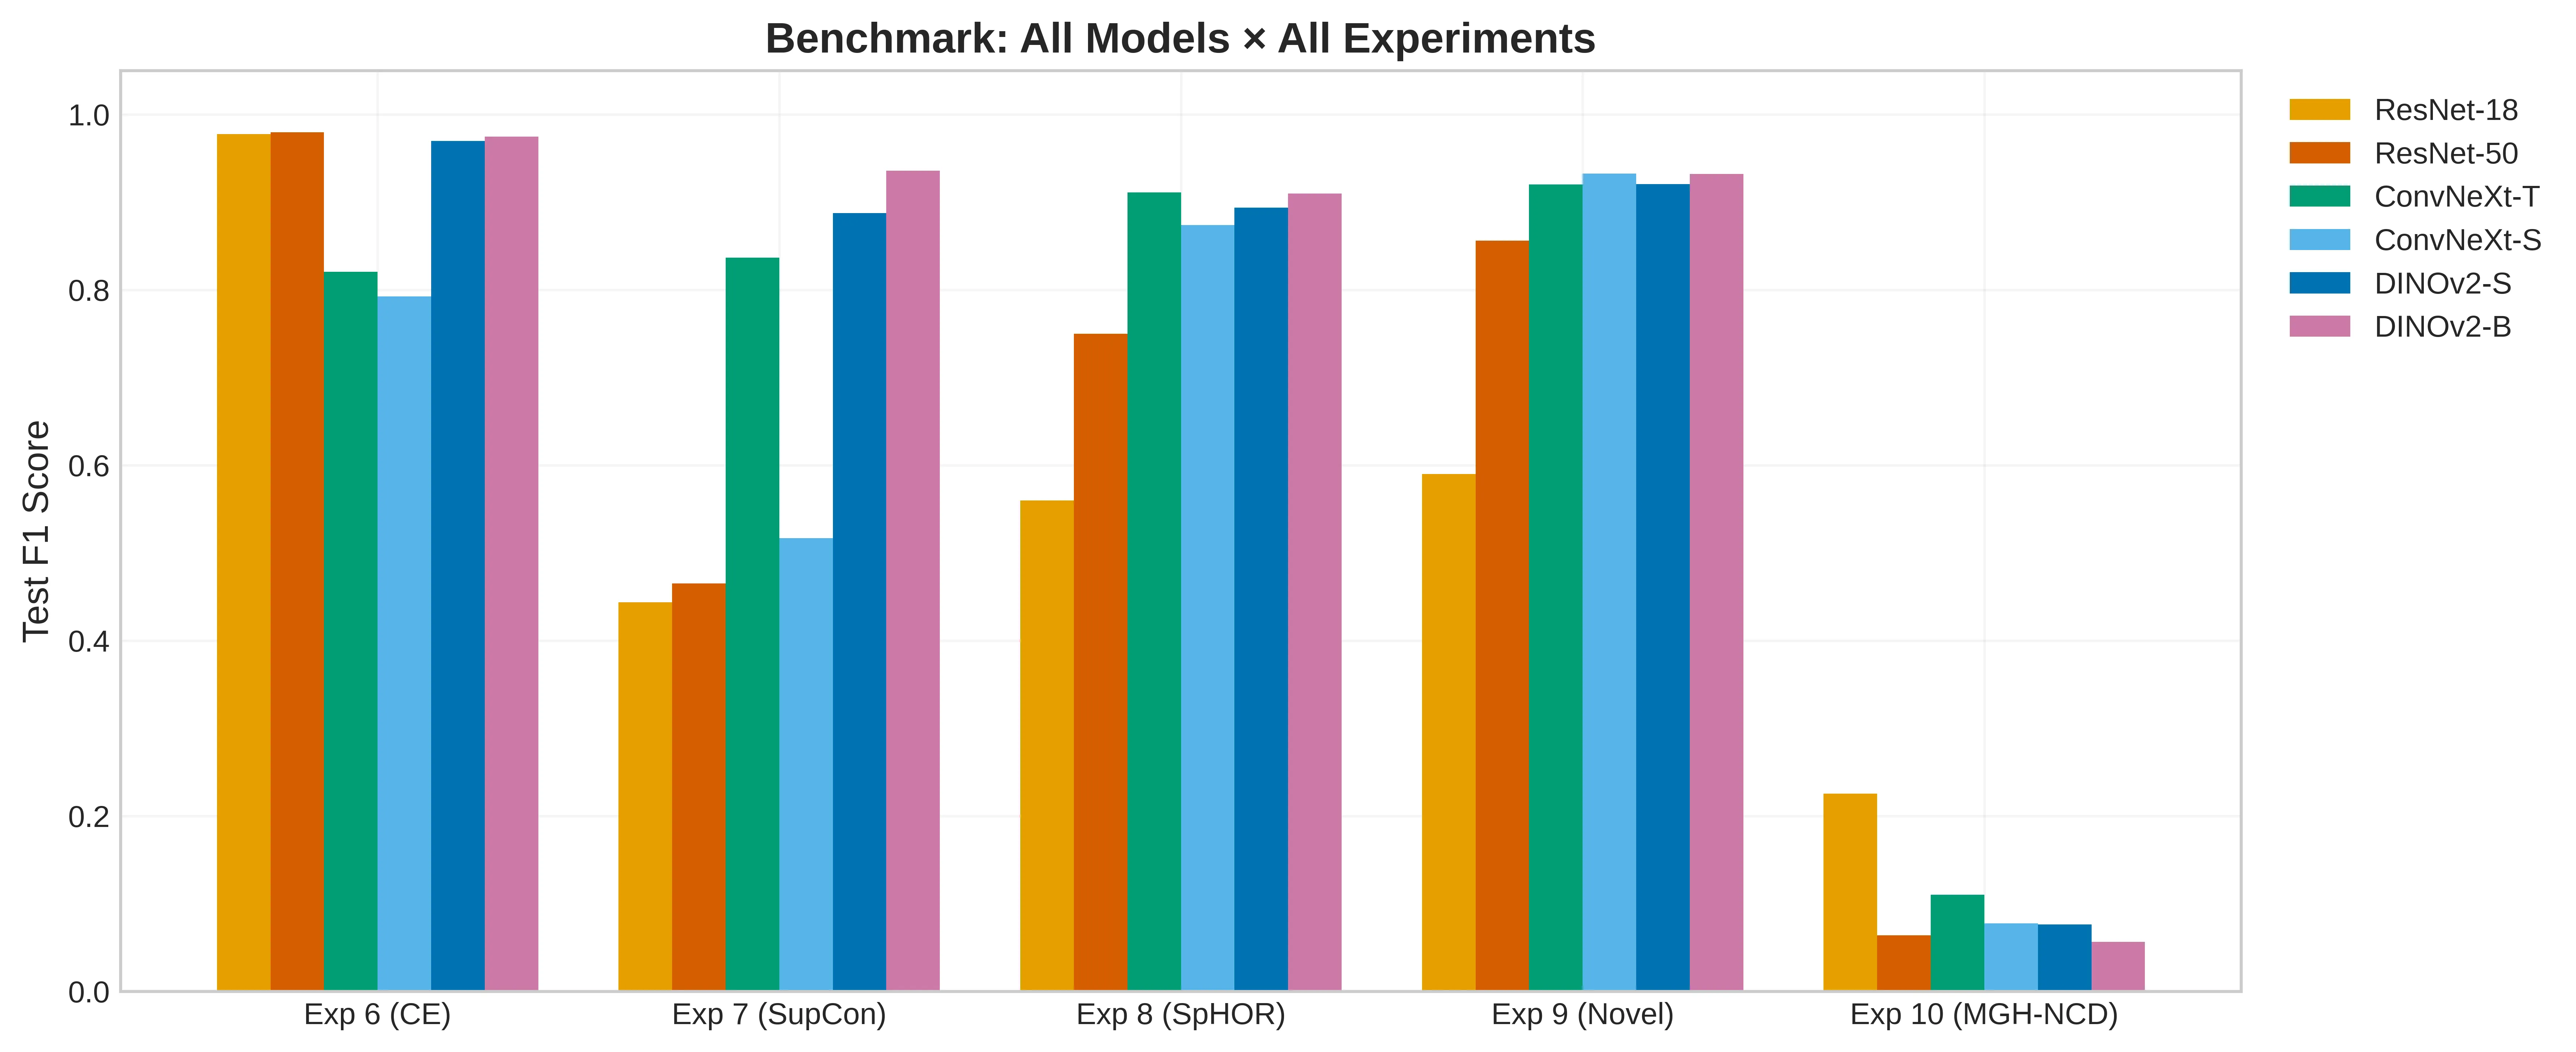 Benchmark: All Models × All Experiments
Test F1 Score
1.0
0.8
0.6
0.4
0.2
0.0
Exp 6 (CE)
Exp 7 (SupCon)
Exp 8 (SpHOR)
Exp 9 (Novel)
Exp 10 (MGH-NCD)
ResNet-18
ResNet-50
ConvNeXt-T
ConvNeXt-S
DINOv2-S
DINOv2-B